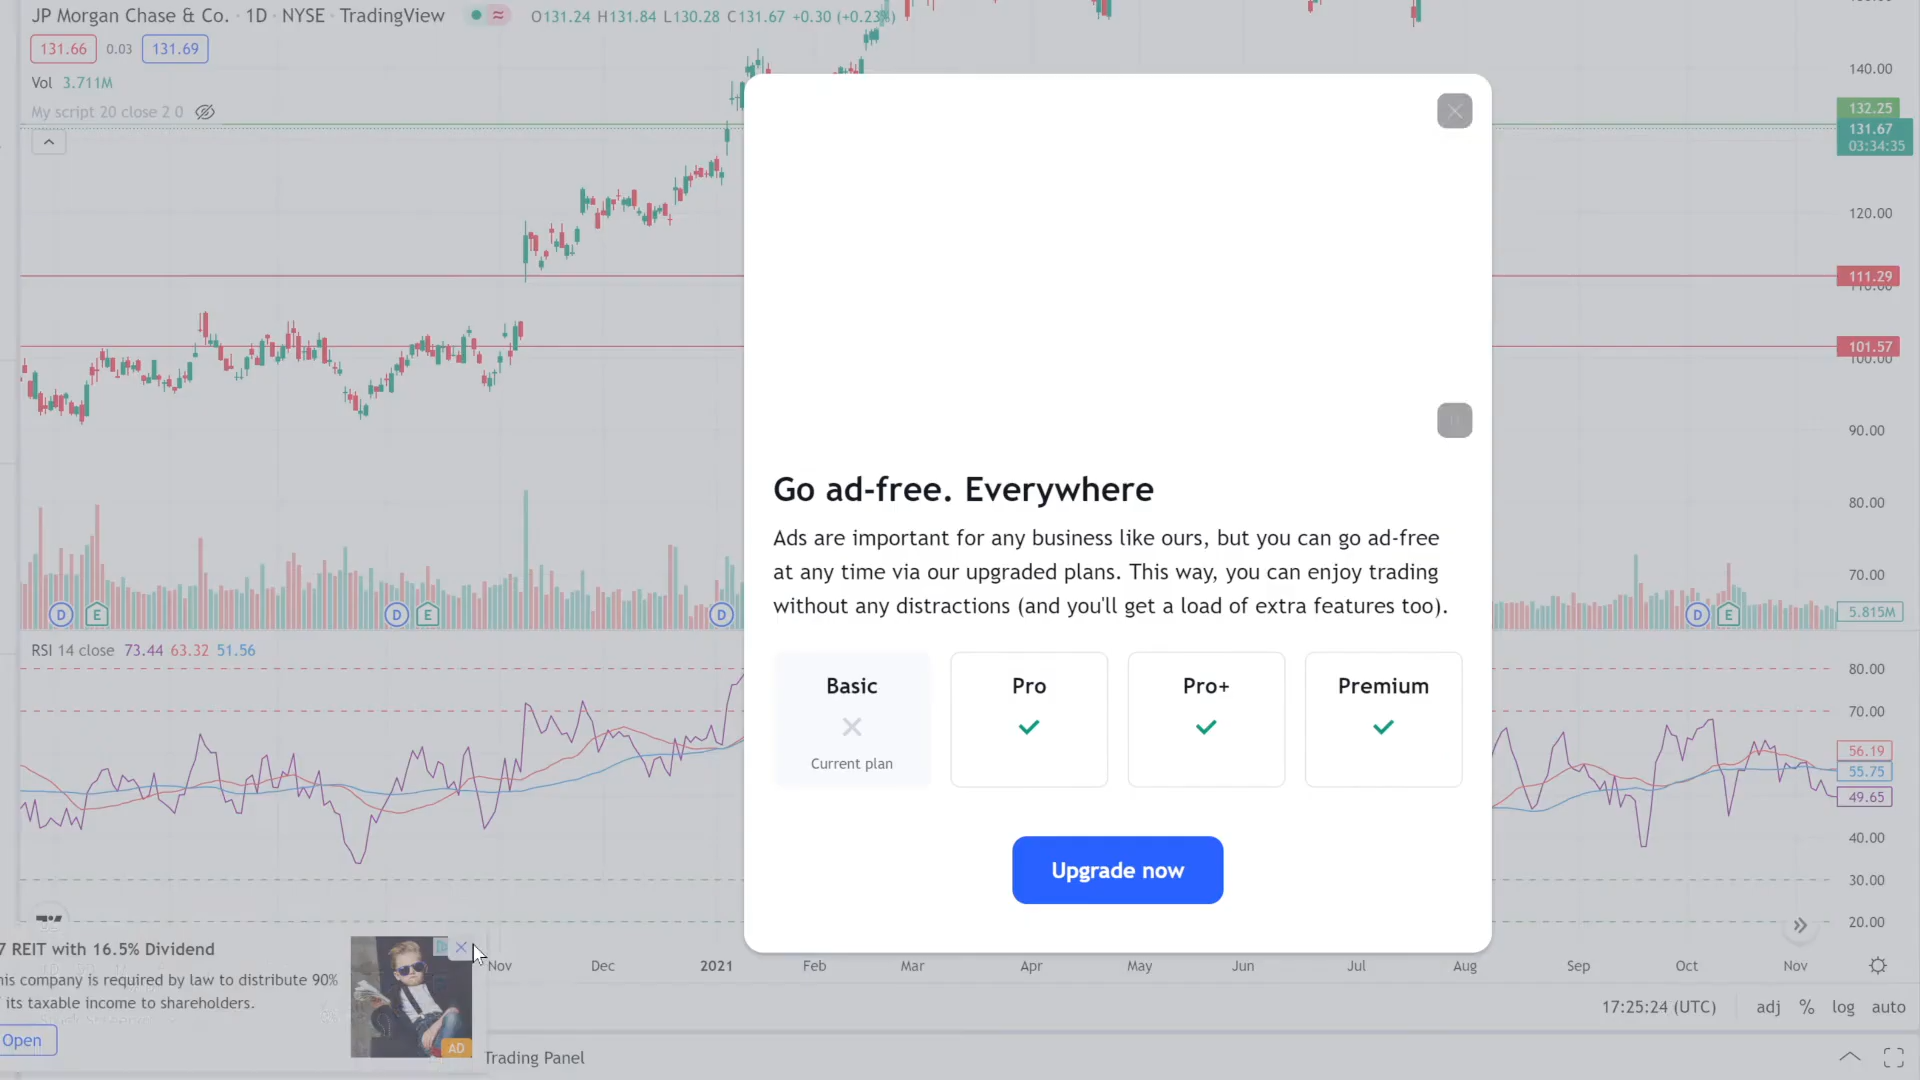 JP Morgan Chase & Co. · 1D · NYSE · TradingView
O131.24 H131.84 L130.28 C131.67 +0.30 (+0.23%)
131.66 0.03 131.69
Vol 3.711M
My script 20 close 2 0
140.00
132.25
131.67
03:34:35
120.00
111.29
110.00
101.57
100.00
90.00
80.00
70.00
5.815M
Go ad-free. Everywhere
Ads are important for any business like ours, but you can go ad-free
at any time via our upgraded plans. This way, you can enjoy trading
without any distractions (and you'll get a load of extra features too).
D E D E D D E
RSI 14 close 73.44 63.32 51.56
Basic Pro Pro+ Premium
Current plan
Upgrade now
80.00
70.00
56.19
55.75
49.65
40.00
30.00
20.00
7 REIT with 16.5% Dividend
his company is required by law to distribute 90%
its taxable income to shareholders.
Open
AD
Nov Dec 2021 Feb Mar Apr May Jun Jul Aug Sep Oct Nov
17:25:24 (UTC) adj % log auto
Trading Panel